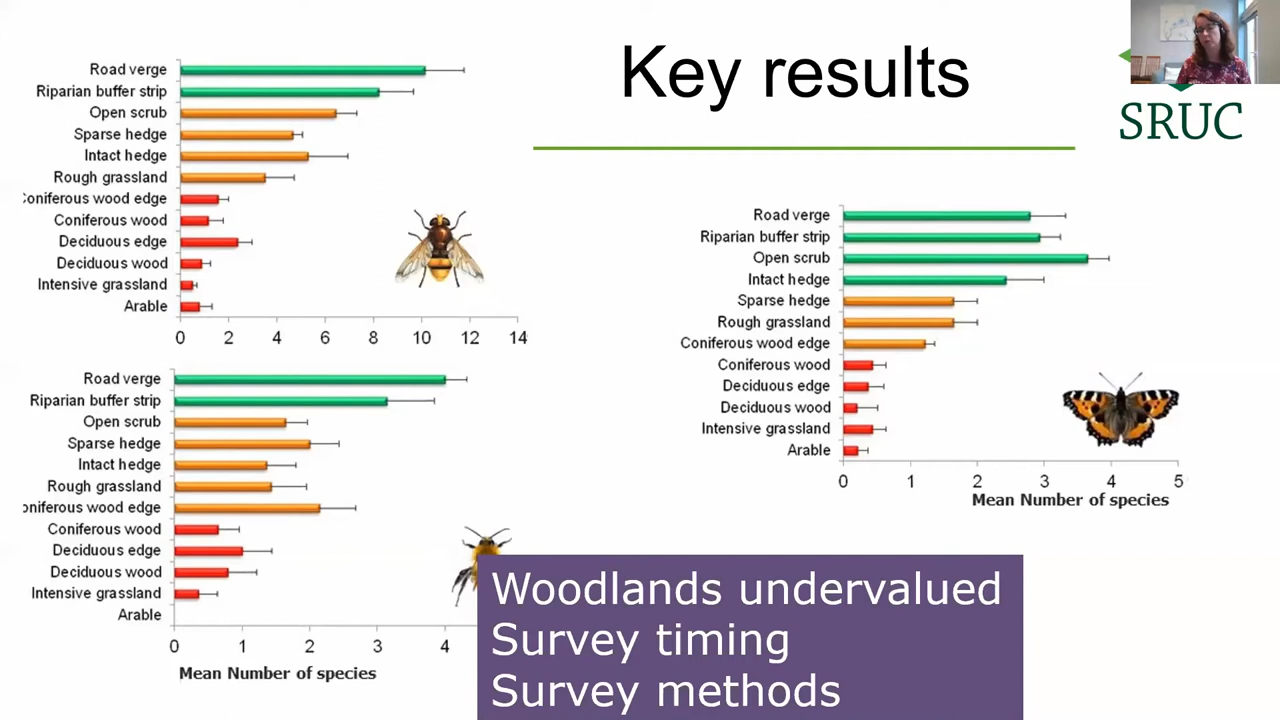 Key results
SRUC
Road verge
Riparian buffer strip
Open scrub
Sparse hedge
Intact hedge
Rough grassland
Coniferous wood edge
Coniferous wood
Deciduous edge
Deciduous wood
Intensive grassland
Arable
0 2 4 6 8 10 12 14
Road verge
Riparian buffer strip
Open scrub
Intact hedge
Sparse hedge
Rough grassland
Coniferous wood edge
Coniferous wood
Deciduous edge
Deciduous wood
Intensive grassland
Arable
0 1 2 3 4 5
Mean Number of species
Road verge
Riparian buffer strip
Open scrub
Sparse hedge
Intact hedge
Rough grassland
oniferous wood edge
Coniferous wood
Deciduous edge
Deciduous wood
Intensive grassland
Arable
0 1 2 3 4
Mean Number of species
Woodlands undervalued
Survey timing
Survey methods